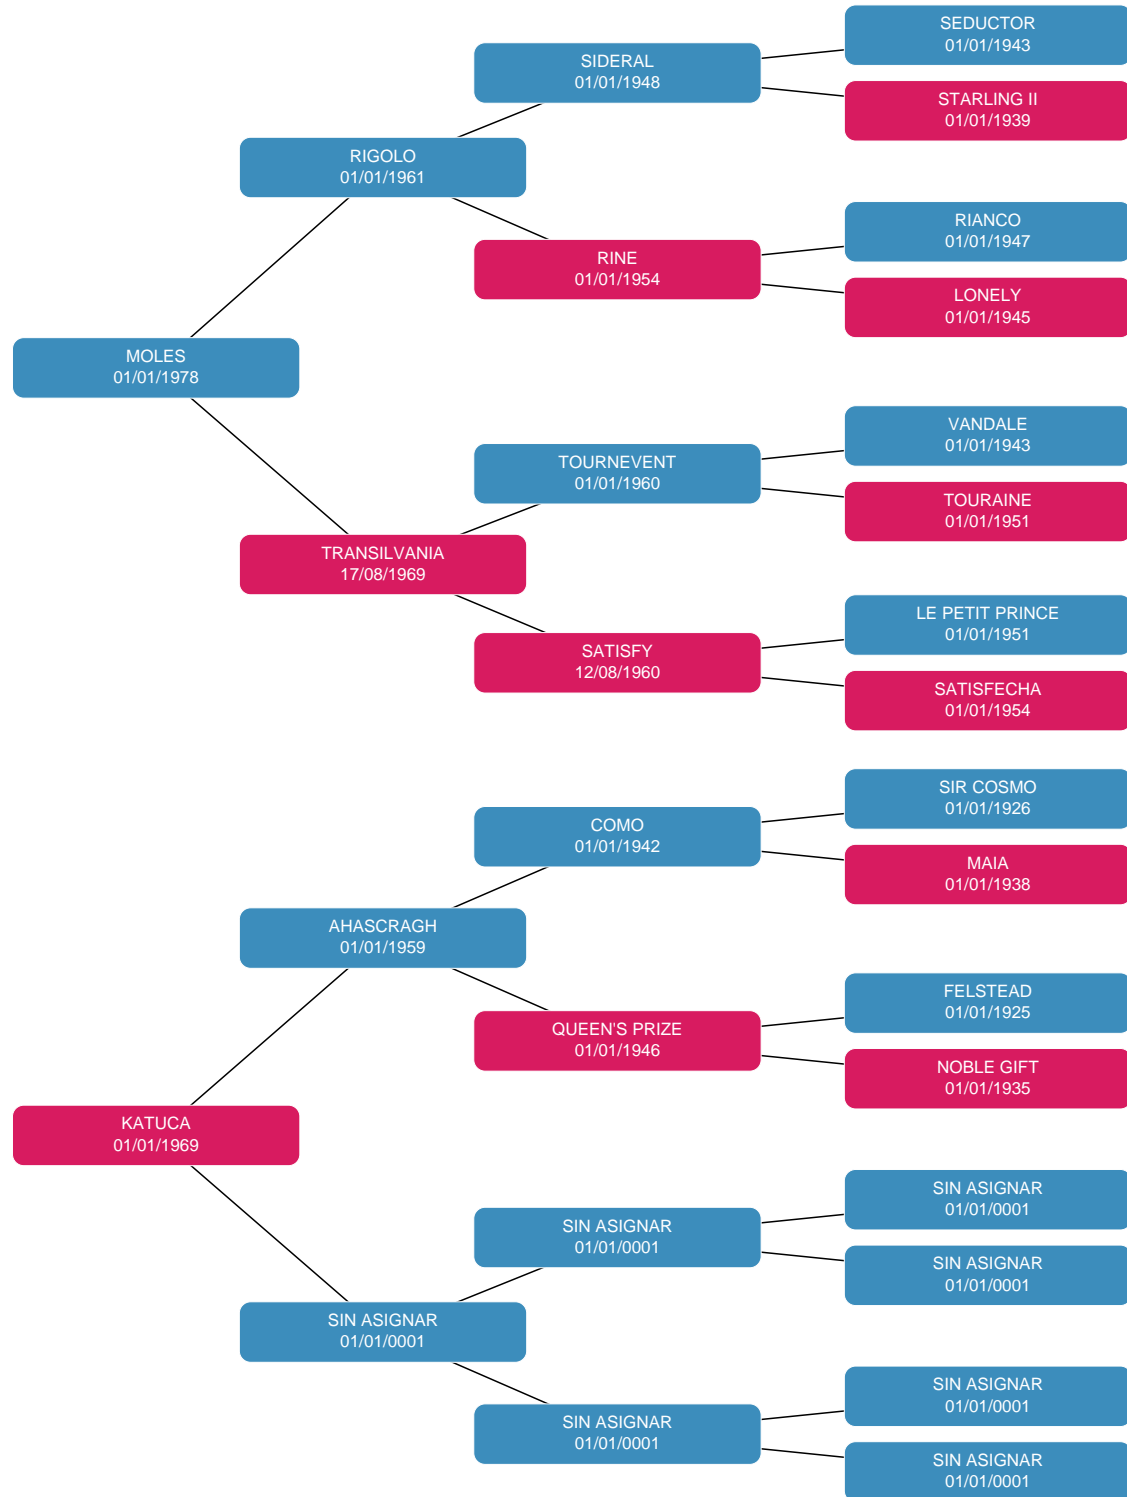 SEDUCTOR
01/01/1943
SIDERAL
01/01/1948
STARLING II
01/01/1939
RIGOLO
01/01/1961
RIANCO
01/01/1947
RINE
01/01/1954
LONELY
01/01/1945
MOLES
01/01/1978
VANDALE
01/01/1943
TOURNEVENT
01/01/1960
TOURAINE
01/01/1951
TRANSILVANIA
17/08/1969
LE PETIT PRINCE
01/01/1951
SATISFY
12/08/1960
SATISFECHA
01/01/1954
SIR COSMO
01/01/1926
COMO
01/01/1942
MAIA
01/01/1938
AHASCRAGH
01/01/1959
FELSTEAD
01/01/1925
QUEEN'S PRIZE
01/01/1946
NOBLE GIFT
01/01/1935
KATUCA
01/01/1969
SIN ASIGNAR
01/01/0001
SIN ASIGNAR
01/01/0001
SIN ASIGNAR
01/01/0001
SIN ASIGNAR
01/01/0001
SIN ASIGNAR
01/01/0001
SIN ASIGNAR
01/01/0001
SIN ASIGNAR
01/01/0001